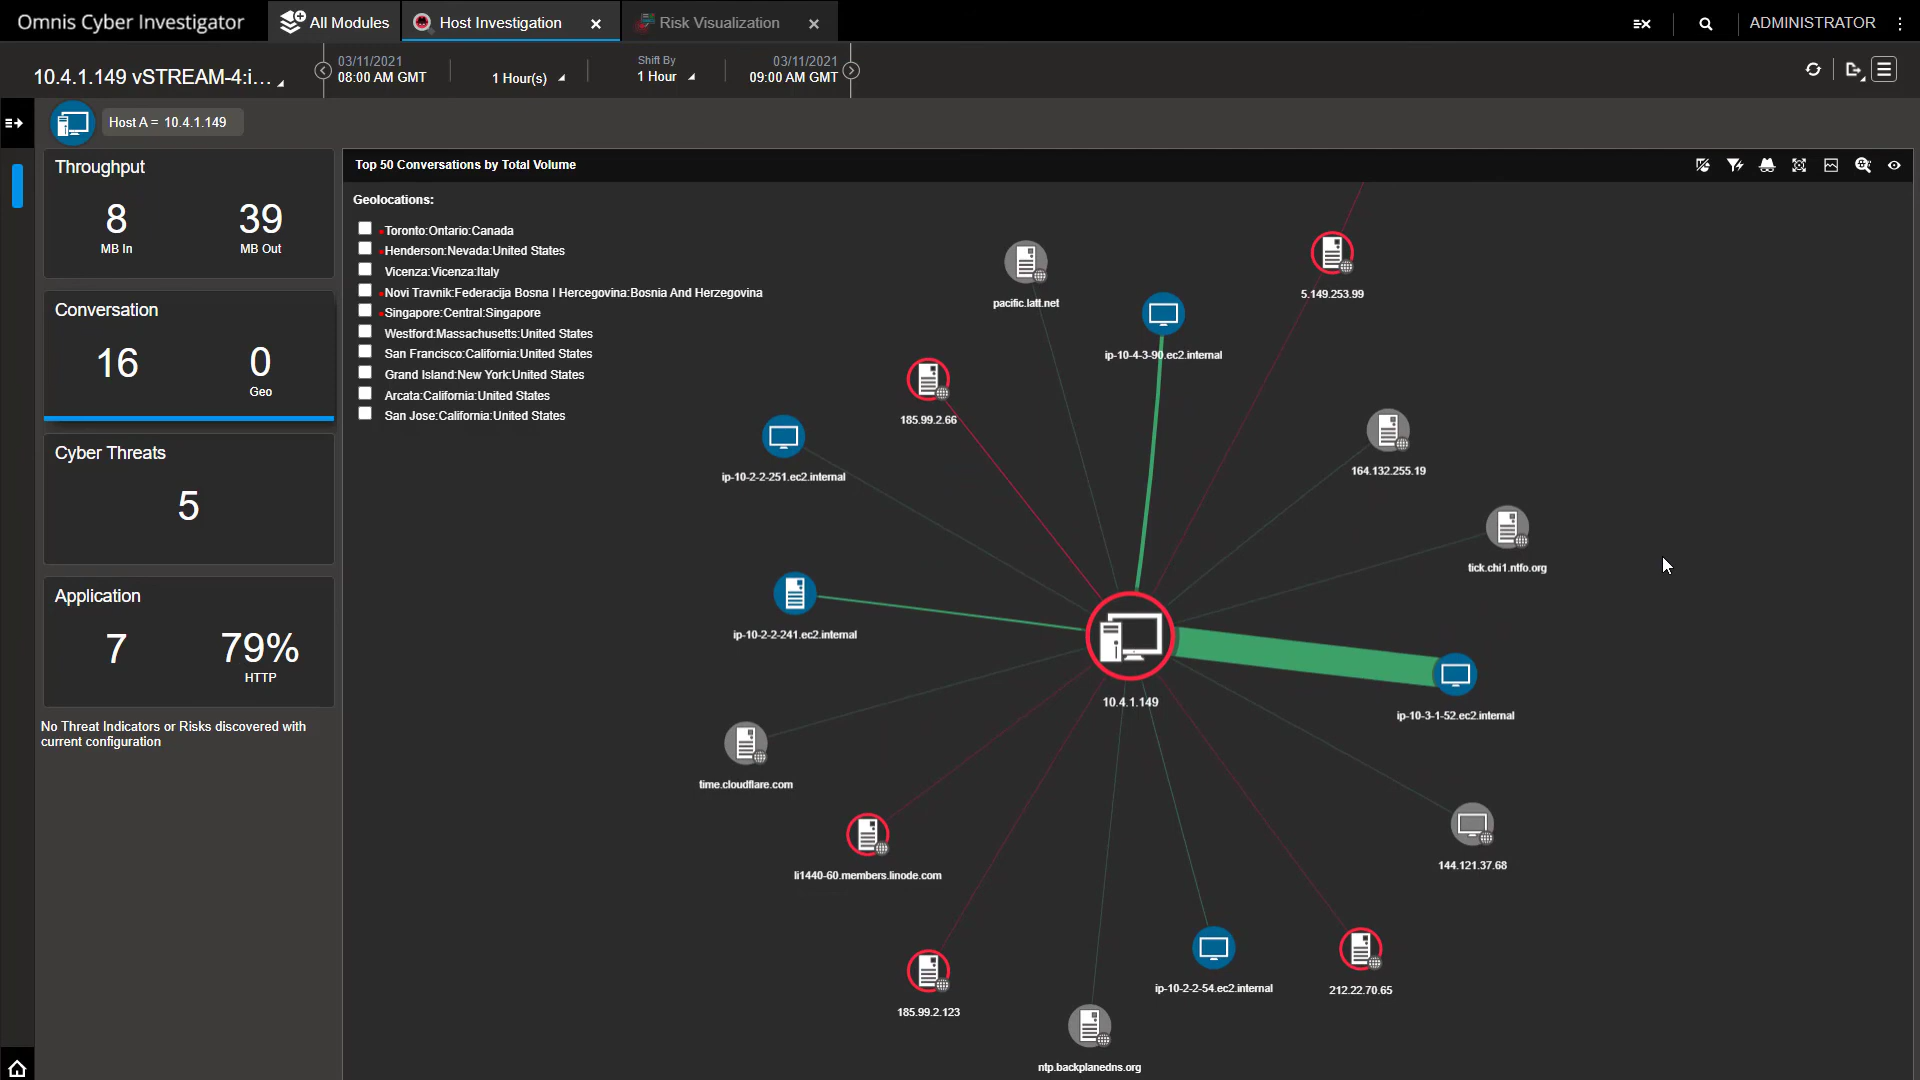 Omnis Cyber Investigator
All Modules
Host Investigation
Risk Visualization
ADMINISTRATOR
10.4.1.149 vSTREAM-4:i...
03/11/2021
08:00 AM GMT
1 Hour(s)
Shift By
1 Hour
03/11/2021
09:00 AM GMT
Host A = 10.4.1.149
Throughput
8
MB In
39
MB Out
Conversation
16
0
Geo
Cyber Threats
5
Application
7
79%
HTTP
No Threat Indicators or Risks discovered with
current configuration
Top 50 Conversations by Total Volume
Geolocations:
Toronto:Ontario:Canada
Henderson:Nevada:United States
Vicenza:Vicenza:Italy
Novi Travnik:Federacija Bosna I Hercegovina:Bosnia And Herzegovina
Singapore:Central:Singapore
Westford:Massachusetts:United States
San Francisco:California:United States
Grand Island:New York:United States
Arcata:California:United States
San Jose:California:United States
pacific.latt.net
5.149.253.99
ip-10-4-3-90.ec2.internal
185.99.2.66
164.132.255.19
ip-10-2-2-251.ec2.internal
tick.chi1.ntfo.org
ip-10-2-2-241.ec2.internal
10.4.1.149
ip-10-3-1-52.ec2.internal
time.cloudflare.com
144.121.37.68
li1440-60.members.linode.com
ip-10-2-2-54.ec2.internal
212.22.70.65
185.99.2.123
ntp.backplanedns.org